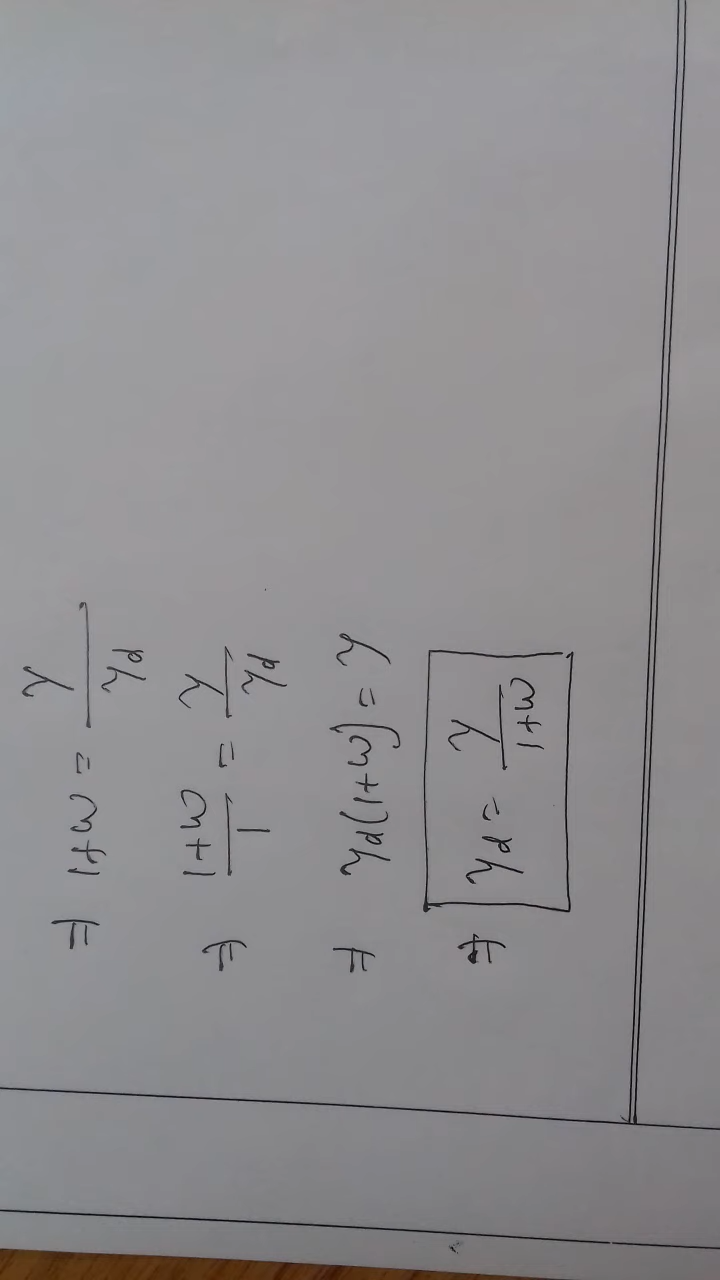 ⇒ 1+w = γ/γd
⇒ (1+w)/1 = γ/γd
⇒ γd(1+w) = γ
⇒ γd = γ/(1+w)